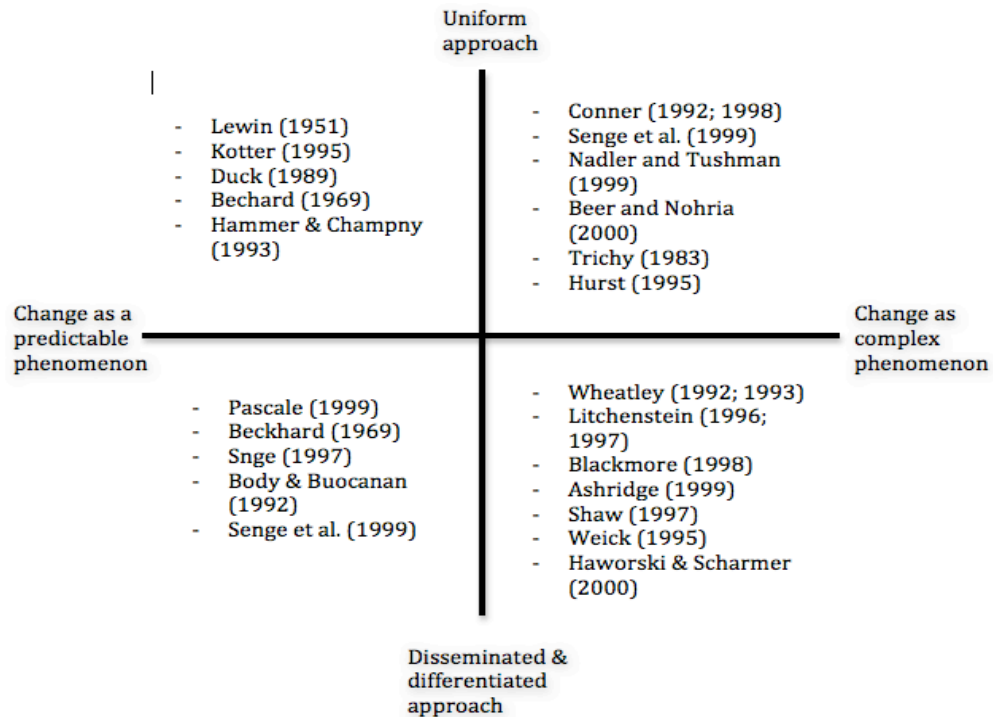 Uniform
approach
- Lewin (1951)
- Kotter (1995)
- Duck (1989)
- Bechard (1969)
- Hammer & Champny
(1993)
- Conner (1992; 1998)
- Senge et al. (1999)
- Nadler and Tushman
(1999)
- Beer and Nohria
(2000)
- Trichy (1983)
- Hurst (1995)
Change as a
predictable
phenomenon
Change as
complex
phenomenon
- Pascale (1999)
- Beckhard (1969)
- Snge (1997)
- Body & Buocanan
(1992)
- Senge et al. (1999)
- Wheatley (1992; 1993)
- Litchenstein (1996;
1997)
- Blackmore (1998)
- Ashridge (1999)
- Shaw (1997)
- Weick (1995)
- Haworski & Scharmer
(2000)
Disseminated &
differentiated
approach